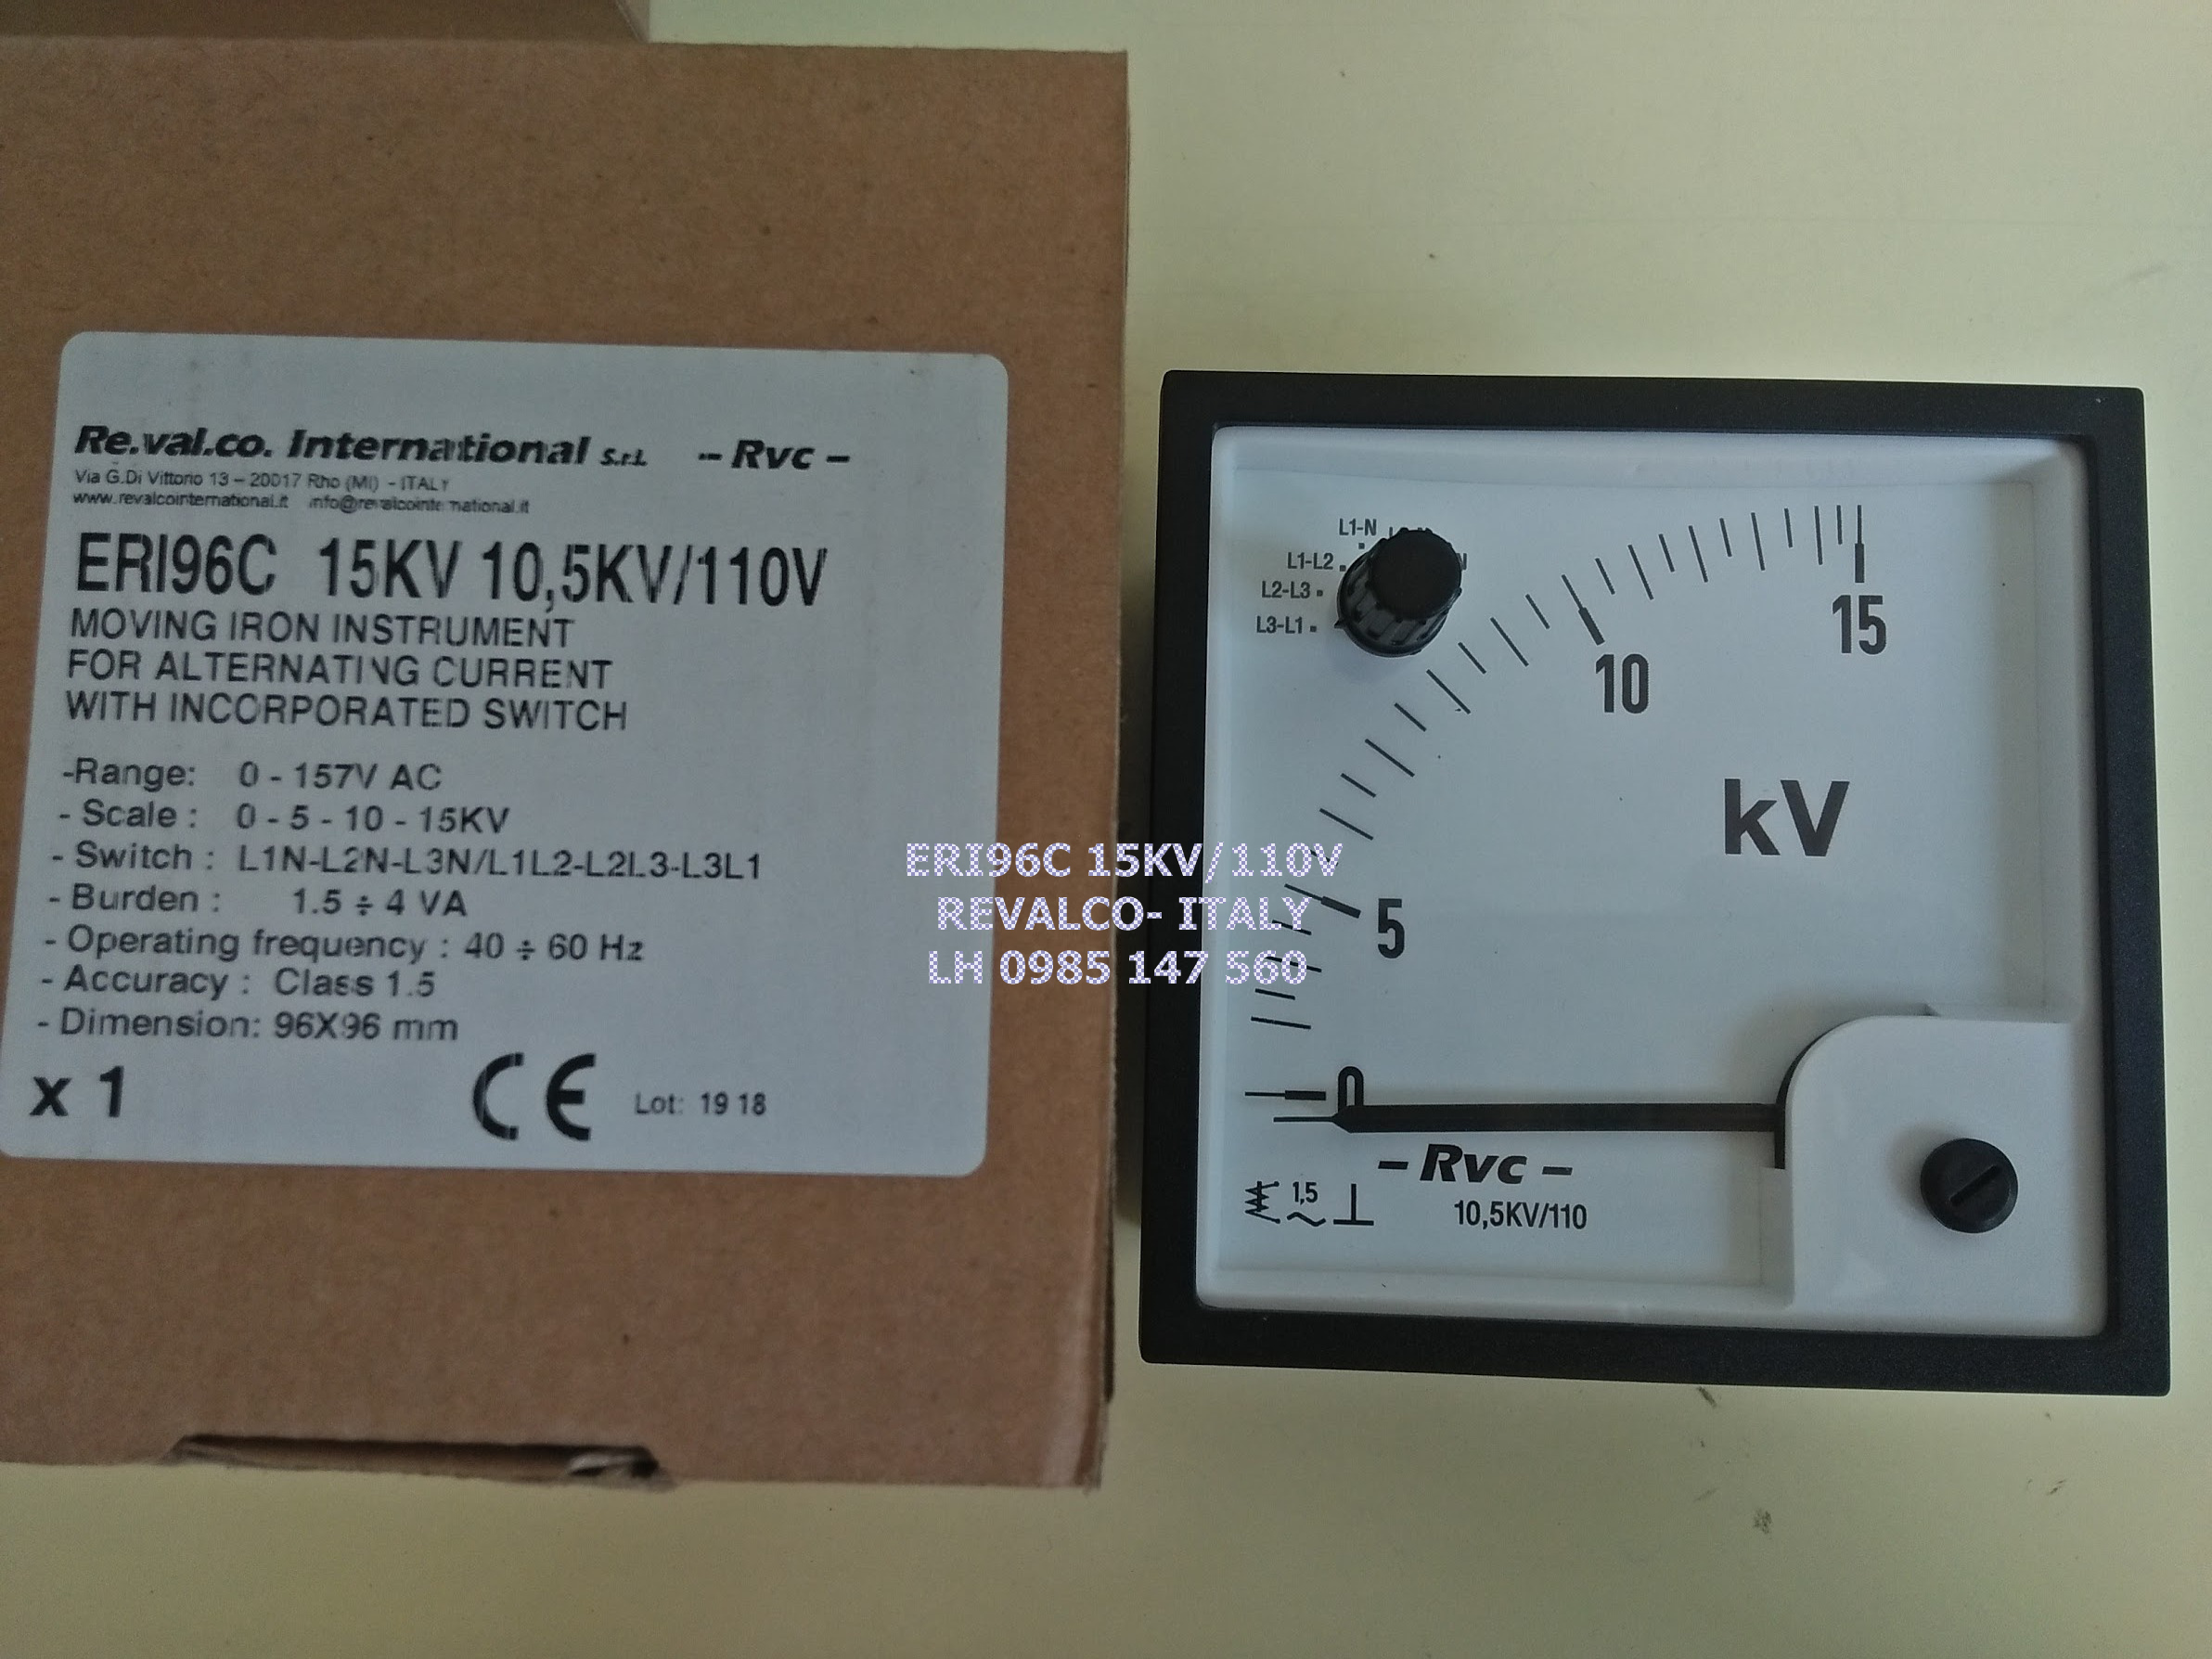 Re.val.co. International s.r.l. - Rvc -
Via G.Di Vittorio 13 – 20017 Rho (MI) - ITALY
www.revalcointernational.it info@revalcointernational.it
ERI96C 15KV 10,5KV/110V
MOVING IRON INSTRUMENT
FOR ALTERNATING CURRENT
WITH INCORPORATED SWITCH
-Range: 0 - 157V AC
- Scale : 0 - 5 - 10 - 15KV
- Switch : L1N-L2N-L3N/L1L2-L2L3-L3L1
- Burden : 1.5 ÷ 4 VA
- Operating frequency : 40 ÷ 60 Hz
- Accuracy : Class 1.5
- Dimension: 96X96 mm
x 1
CE Lot: 19 18
ERI96C 15KV/110V
REVALCO- ITALY
LH 0985 147 560
L1-N
L1-L2
L2-L3
L3-L1
15
10
kV
5
0
- Rvc -
1,5
10,5KV/110